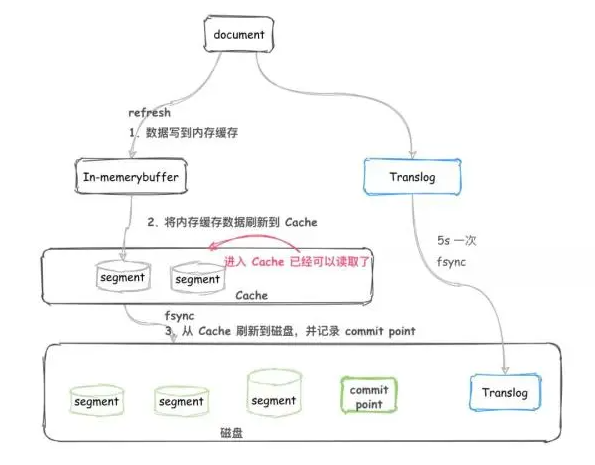 document
refresh
1. 数据写到内存缓存
In-memerybuffer
Translog
2. 将内存缓存数据刷新到 Cache
5s 一次
fsync
进入 Cache 已经可以读取了
segment
segment
Cache
fsync
3. 从 Cache 刷新到磁盘，并记录 commit point
segment
segment
segment
commit
point
Translog
磁盘